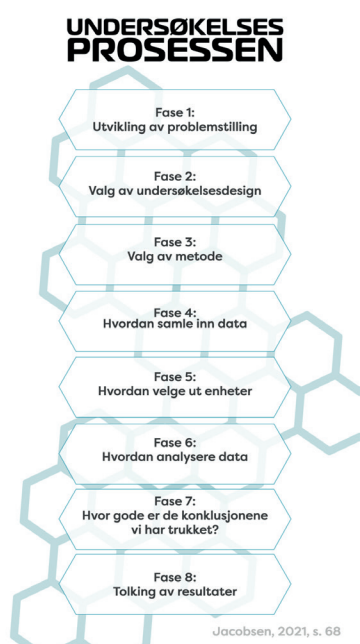 UNDERSØKELSES
PROSESSEN
Fase 1:
Utvikling av problemstilling
Fase 2:
Valg av undersøkelsesdesign
Fase 3:
Valg av metode
Fase 4:
Hvordan samle inn data
Fase 5:
Hvordan velge ut enheter
Fase 6:
Hvordan analysere data
Fase 7:
Hvor gode er de konklusjonene
vi har trukket?
Fase 8:
Tolking av resultater
Jacobsen, 2021, s. 68